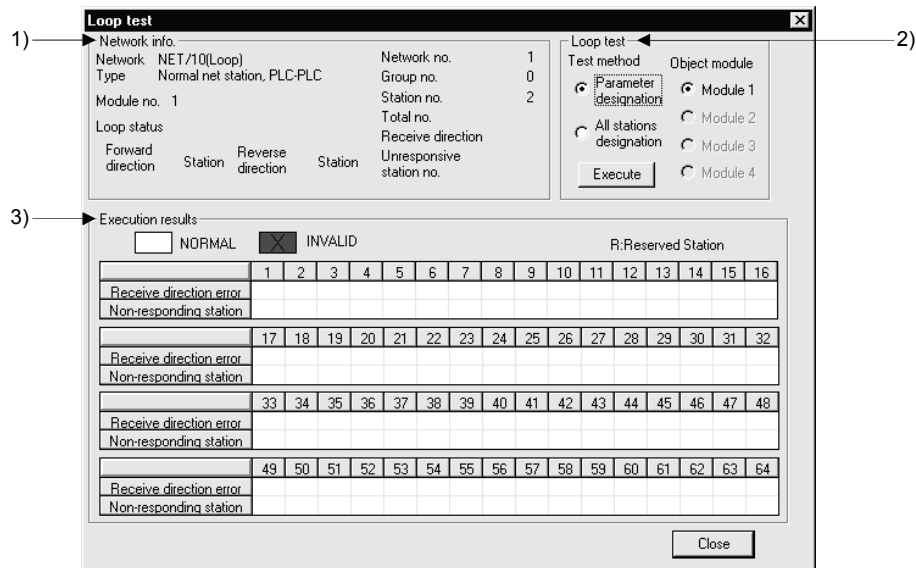 Loop test
1)
2)
Network info.
Network NET/10(Loop)
Type Normal net station, PLC-PLC
Module no. 1
Loop status
Forward direction Station Reverse direction Station
Network no. 1
Group no. 0
Station no. 2
Total no.
Receive direction
Unresponsive
station no.
Loop test
Test method
Parameter
designation
All stations
designation
Execute
Object module
Module 1
Module 2
Module 3
Module 4
3)
Execution results
NORMAL X INVALID R:Reserved Station
1 2 3 4 5 6 7 8 9 10 11 12 13 14 15 16
Receive direction error
Non-responding station
17 18 19 20 21 22 23 24 25 26 27 28 29 30 31 32
Receive direction error
Non-responding station
33 34 35 36 37 38 39 40 41 42 43 44 45 46 47 48
Receive direction error
Non-responding station
49 50 51 52 53 54 55 56 57 58 59 60 61 62 63 64
Receive direction error
Non-responding station
Close